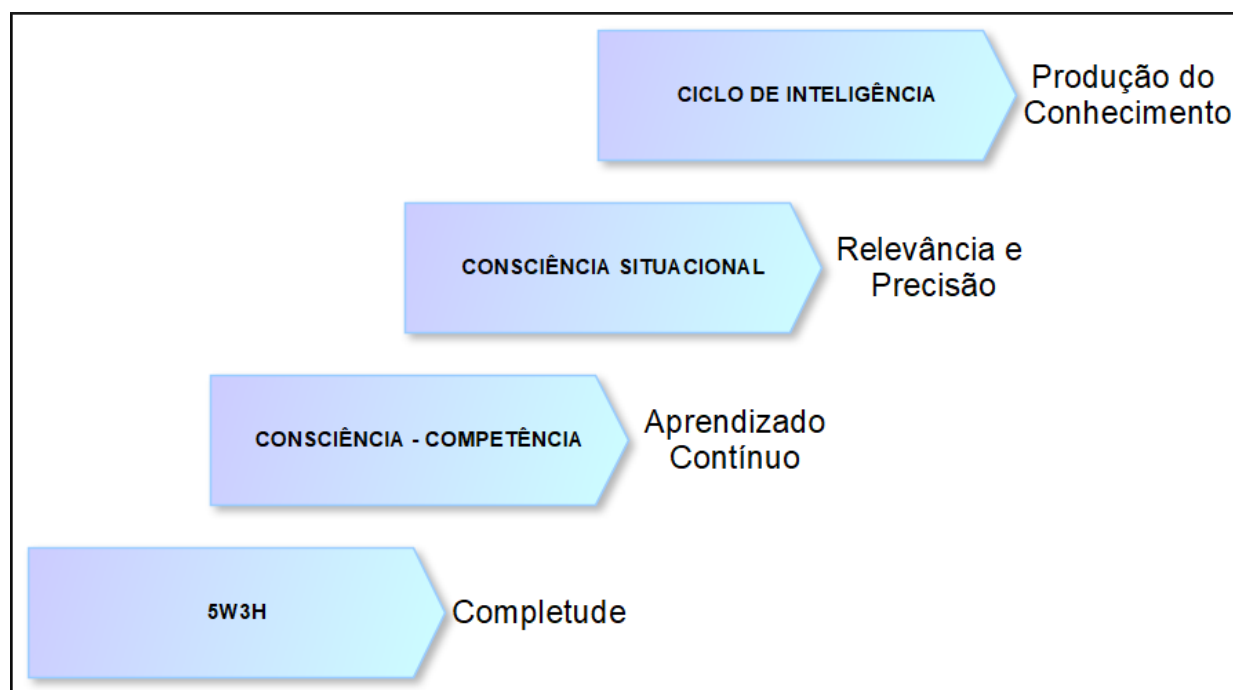 CICLO DE INTELIGÊNCIA
Produção do
Conhecimento
CONSCIÊNCIA SITUACIONAL
Relevância e
Precisão
CONSCIÊNCIA - COMPETÊNCIA
Aprendizado
Contínuo
5W3H
Completude